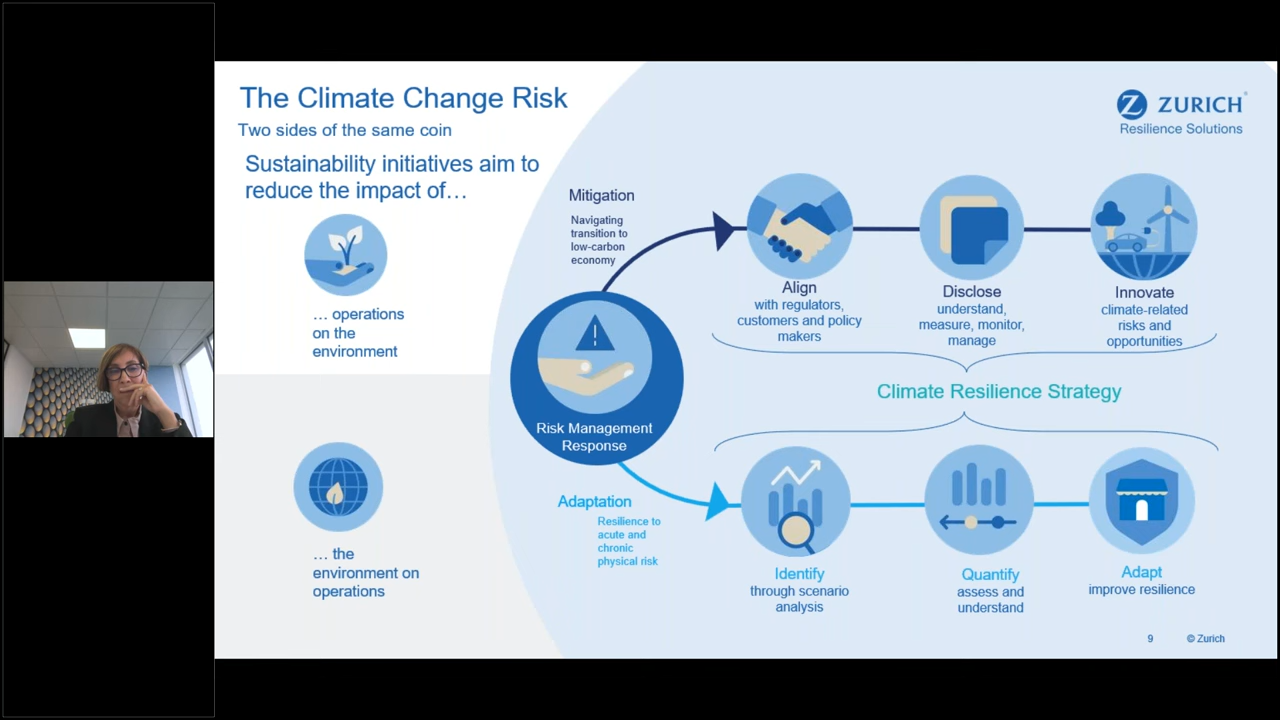 The Climate Change Risk
Two sides of the same coin
Sustainability initiatives aim to
reduce the impact of…
… operations
on the
environment
… the
environment on
operations
ZURICH
Resilience Solutions
Mitigation
Navigating
transition to
low-carbon
economy
Align
with regulators,
customers and policy
makers
Disclose
understand,
measure, monitor,
manage
Innovate
climate-related
risks and
opportunities
Climate Resilience Strategy
Risk Management
Response
Adaptation
Resilience to
acute and
chronic
physical risk
Identify
through scenario
analysis
Quantify
assess and
understand
Adapt
improve resilience
9
© Zurich